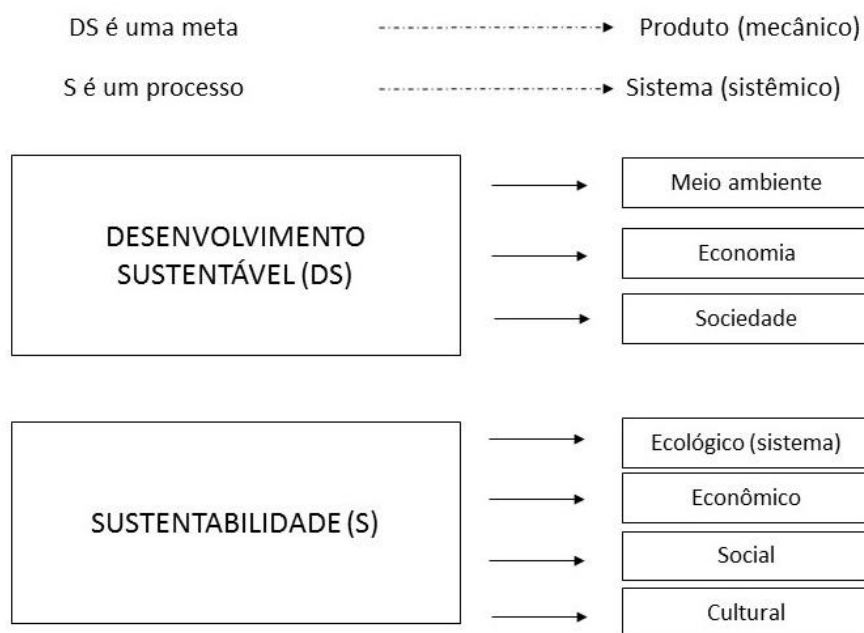 DS é uma meta
Produto (mecânico)
S é um processo
Sistema (sistêmico)
DESENVOLVIMENTO
SUSTENTÁVEL (DS)
Meio ambiente
Economia
Sociedade
SUSTENTABILIDADE (S)
Ecológico (sistema)
Econômico
Social
Cultural